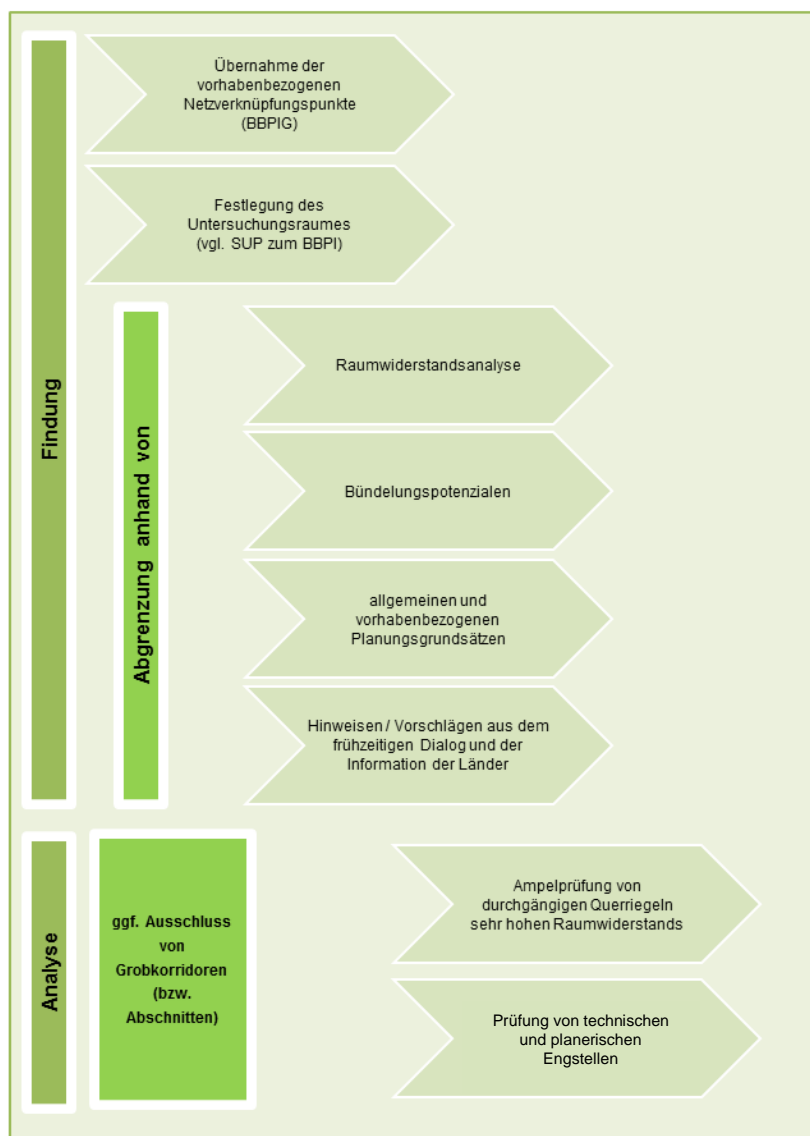 Findung
Übernahme der
vorhabenbezogenen
Netzverknüpfungspunkte
(BBPlG)
Festlegung des
Untersuchungsraumes
(vgl. SUP zum BBPl)
Abgrenzung anhand von
Raumwiderstandsanalyse
Bündelungspotenzialen
allgemeinen und
vorhabenbezogenen
Planungsgrundsätzen
Hinweisen / Vorschlägen aus dem
frühzeitigen Dialog und der
Information der Länder
Analyse
ggf. Ausschluss
von
Grobkorridoren
(bzw.
Abschnitten)
Ampelprüfung von
durchgängigen Querriegeln
sehr hohen Raumwiderstands
Prüfung von technischen
und planerischen
Engstellen